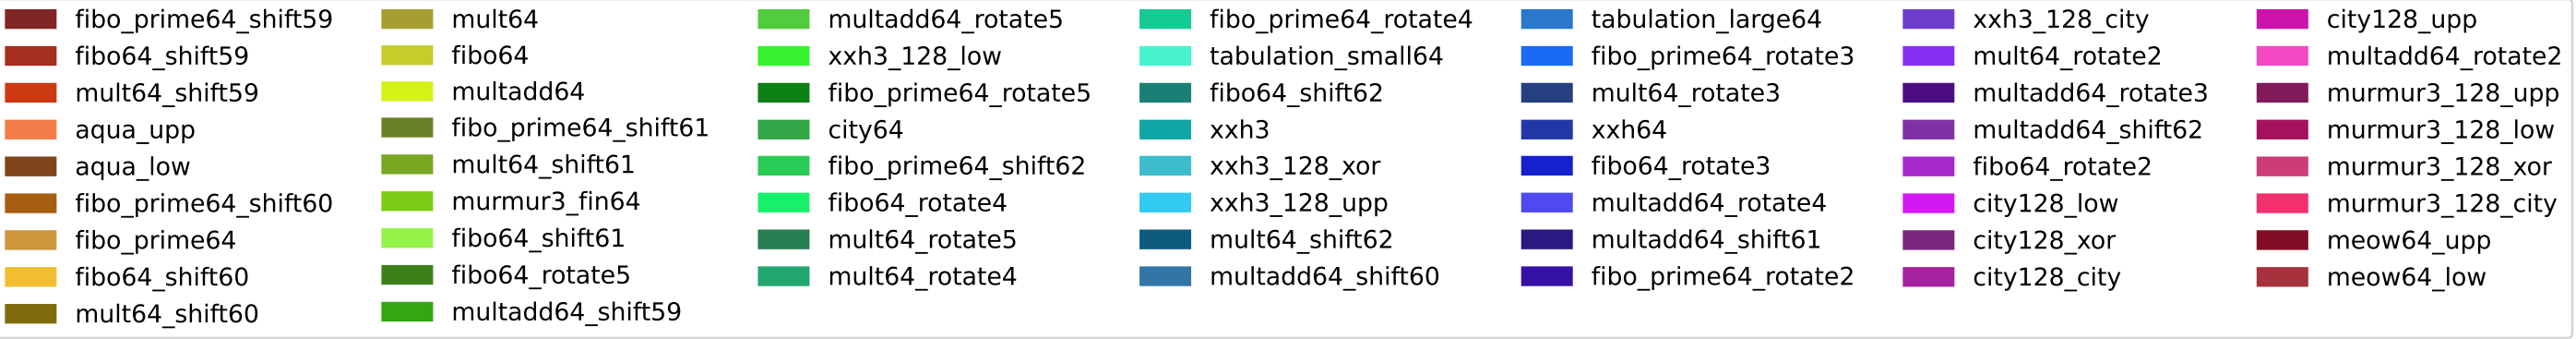 fibo_prime64_shift59
fibo64_shift59
mult64_shift59
aqua_upp
aqua_low
fibo_prime64_shift60
fibo_prime64
fibo64_shift60
mult64_shift60
mult64
fibo64
multadd64
fibo_prime64_shift61
mult64_shift61
murmur3_fin64
fibo64_shift61
fibo64_rotate5
multadd64_shift59
multadd64_rotate5
xxh3_128_low
fibo_prime64_rotate5
city64
fibo_prime64_shift62
fibo64_rotate4
mult64_rotate5
mult64_rotate4
fibo_prime64_rotate4
tabulation_small64
fibo64_shift62
xxh3
xxh3_128_xor
xxh3_128_upp
mult64_shift62
multadd64_shift60
tabulation_large64
fibo_prime64_rotate3
mult64_rotate3
xxh64
fibo64_rotate3
multadd64_rotate4
multadd64_shift61
fibo_prime64_rotate2
xxh3_128_city
mult64_rotate2
multadd64_rotate3
multadd64_shift62
fibo64_rotate2
city128_low
city128_xor
city128_city
city128_upp
multadd64_rotate2
murmur3_128_upp
murmur3_128_low
murmur3_128_xor
murmur3_128_city
meow64_upp
meow64_low